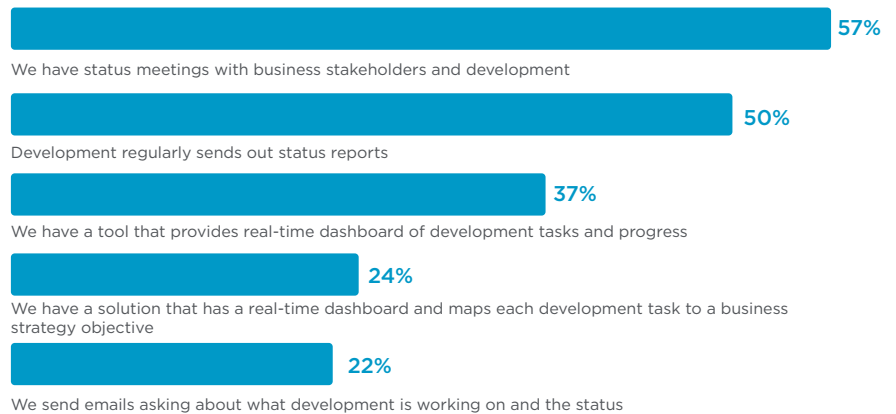 57%
We have status meetings with business stakeholders and development
50%
Development regularly sends out status reports
37%
We have a tool that provides real-time dashboard of development tasks and progress
24%
We have a solution that has a real-time dashboard and maps each development task to a business
strategy objective
22%
We send emails asking about what development is working on and the status